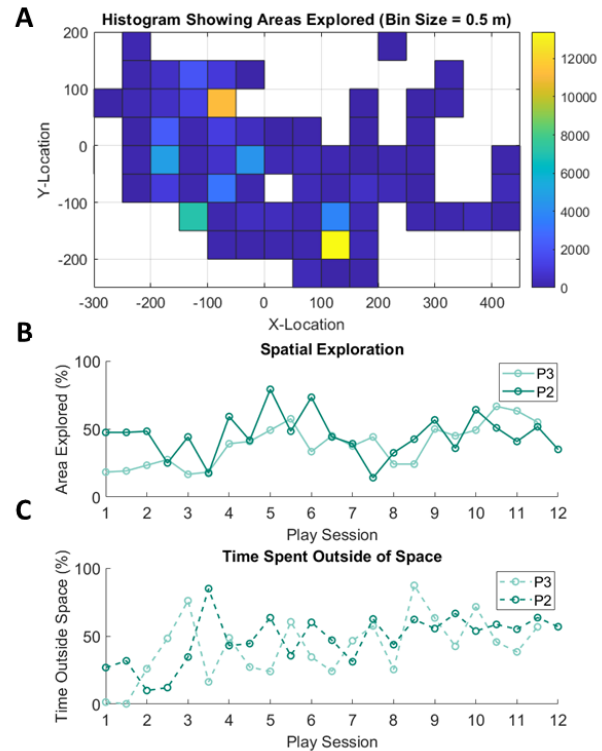 A
Histogram Showing Areas Explored (Bin Size = 0.5 m)
200
100
0
-100
-200
Y-Location
-300 -200 -100 0 100 200 300 400
X-Location
12000
10000
8000
6000
4000
2000
0
B
Spatial Exploration
100
50
0
Area Explored (%)
P3
P2
1 2 3 4 5 6 7 8 9 10 11 12
Play Session
C
Time Spent Outside of Space
100
50
0
Time Outside Space (%)
P3
P2
1 2 3 4 5 6 7 8 9 10 11 12
Play Session